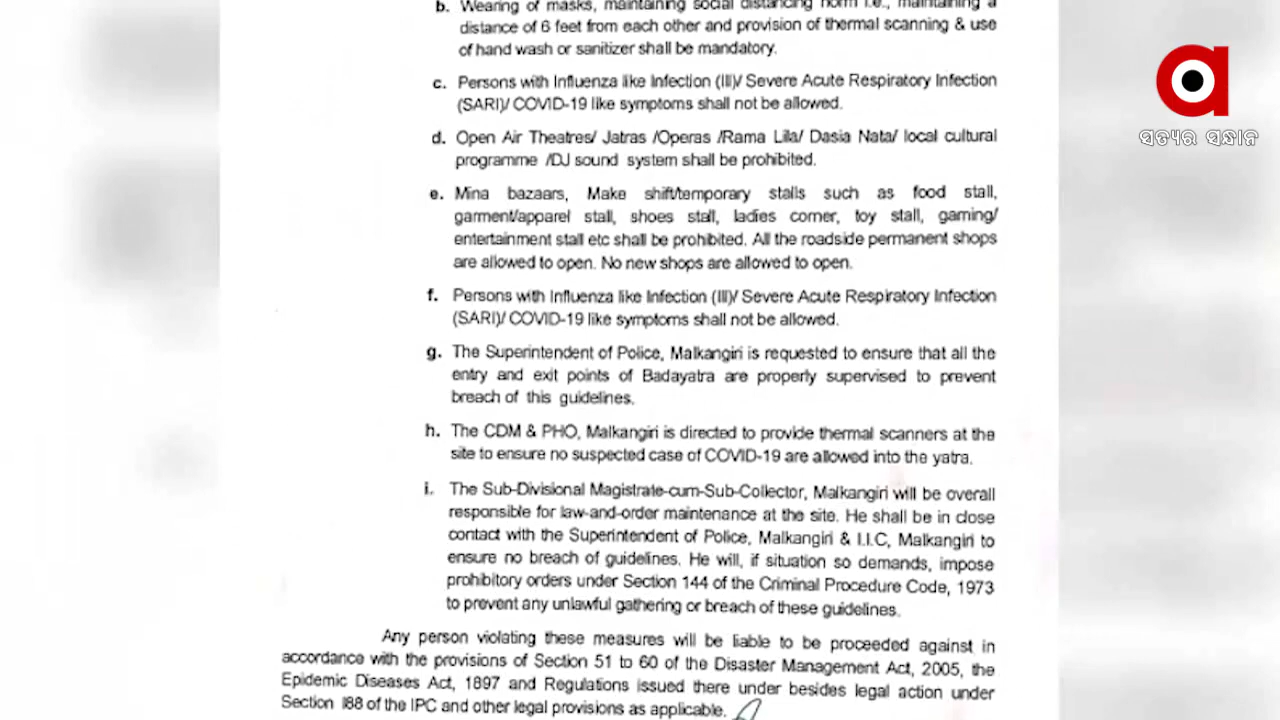 b. Wearing of masks, maintaining social distancing norm i.e., maintaining a
distance of 6 feet from each other and provision of thermal scanning & use
of hand wash or sanitizer shall be mandatory.
c. Persons with Influenza like Infection (III)/ Severe Acute Respiratory Infection
(SARI)/ COVID-19 like symptoms shall not be allowed.
d. Open Air Theatres/ Jatras /Operas /Rama Lila/ Dasia Nata/ local cultural
programme /DJ sound system shall be prohibited.
e. Mina bazaars, Make shift/temporary stalls such as food stall,
garment/apparel stall, shoes stall, ladies corner, toy stall, gaming/
entertainment stall etc shall be prohibited. All the roadside permanent shops
are allowed to open. No new shops are allowed to open.
f. Persons with Influenza like Infection (III)/ Severe Acute Respiratory Infection
(SARI)/ COVID-19 like symptoms shall not be allowed.
g. The Superintendent of Police, Malkangiri is requested to ensure that all the
entry and exit points of Badayatra are properly supervised to prevent
breach of this guidelines.
h. The CDM & PHO, Malkangiri is directed to provide thermal scanners at the
site to ensure no suspected case of COVID-19 are allowed into the yatra.
i. The Sub-Divisional Magistrate-cum-Sub-Collector, Malkangiri will be overall
responsible for law-and-order maintenance at the site. He shall be in close
contact with the Superintendent of Police, Malkangiri & I.I.C, Malkangiri to
ensure no breach of guidelines. He will, if situation so demands, impose
prohibitory orders under Section 144 of the Criminal Procedure Code, 1973
to prevent any unlawful gathering or breach of these guidelines.
Any person violating these measures will be liable to be proceeded against in
accordance with the provisions of Section 51 to 60 of the Disaster Management Act, 2005, the
Epidemic Diseases Act, 1897 and Regulations issued there under besides legal action under
Section 188 of the IPC and other legal provisions as applicable.
a
ସତ୍ୟର ସନ୍ଧାନ